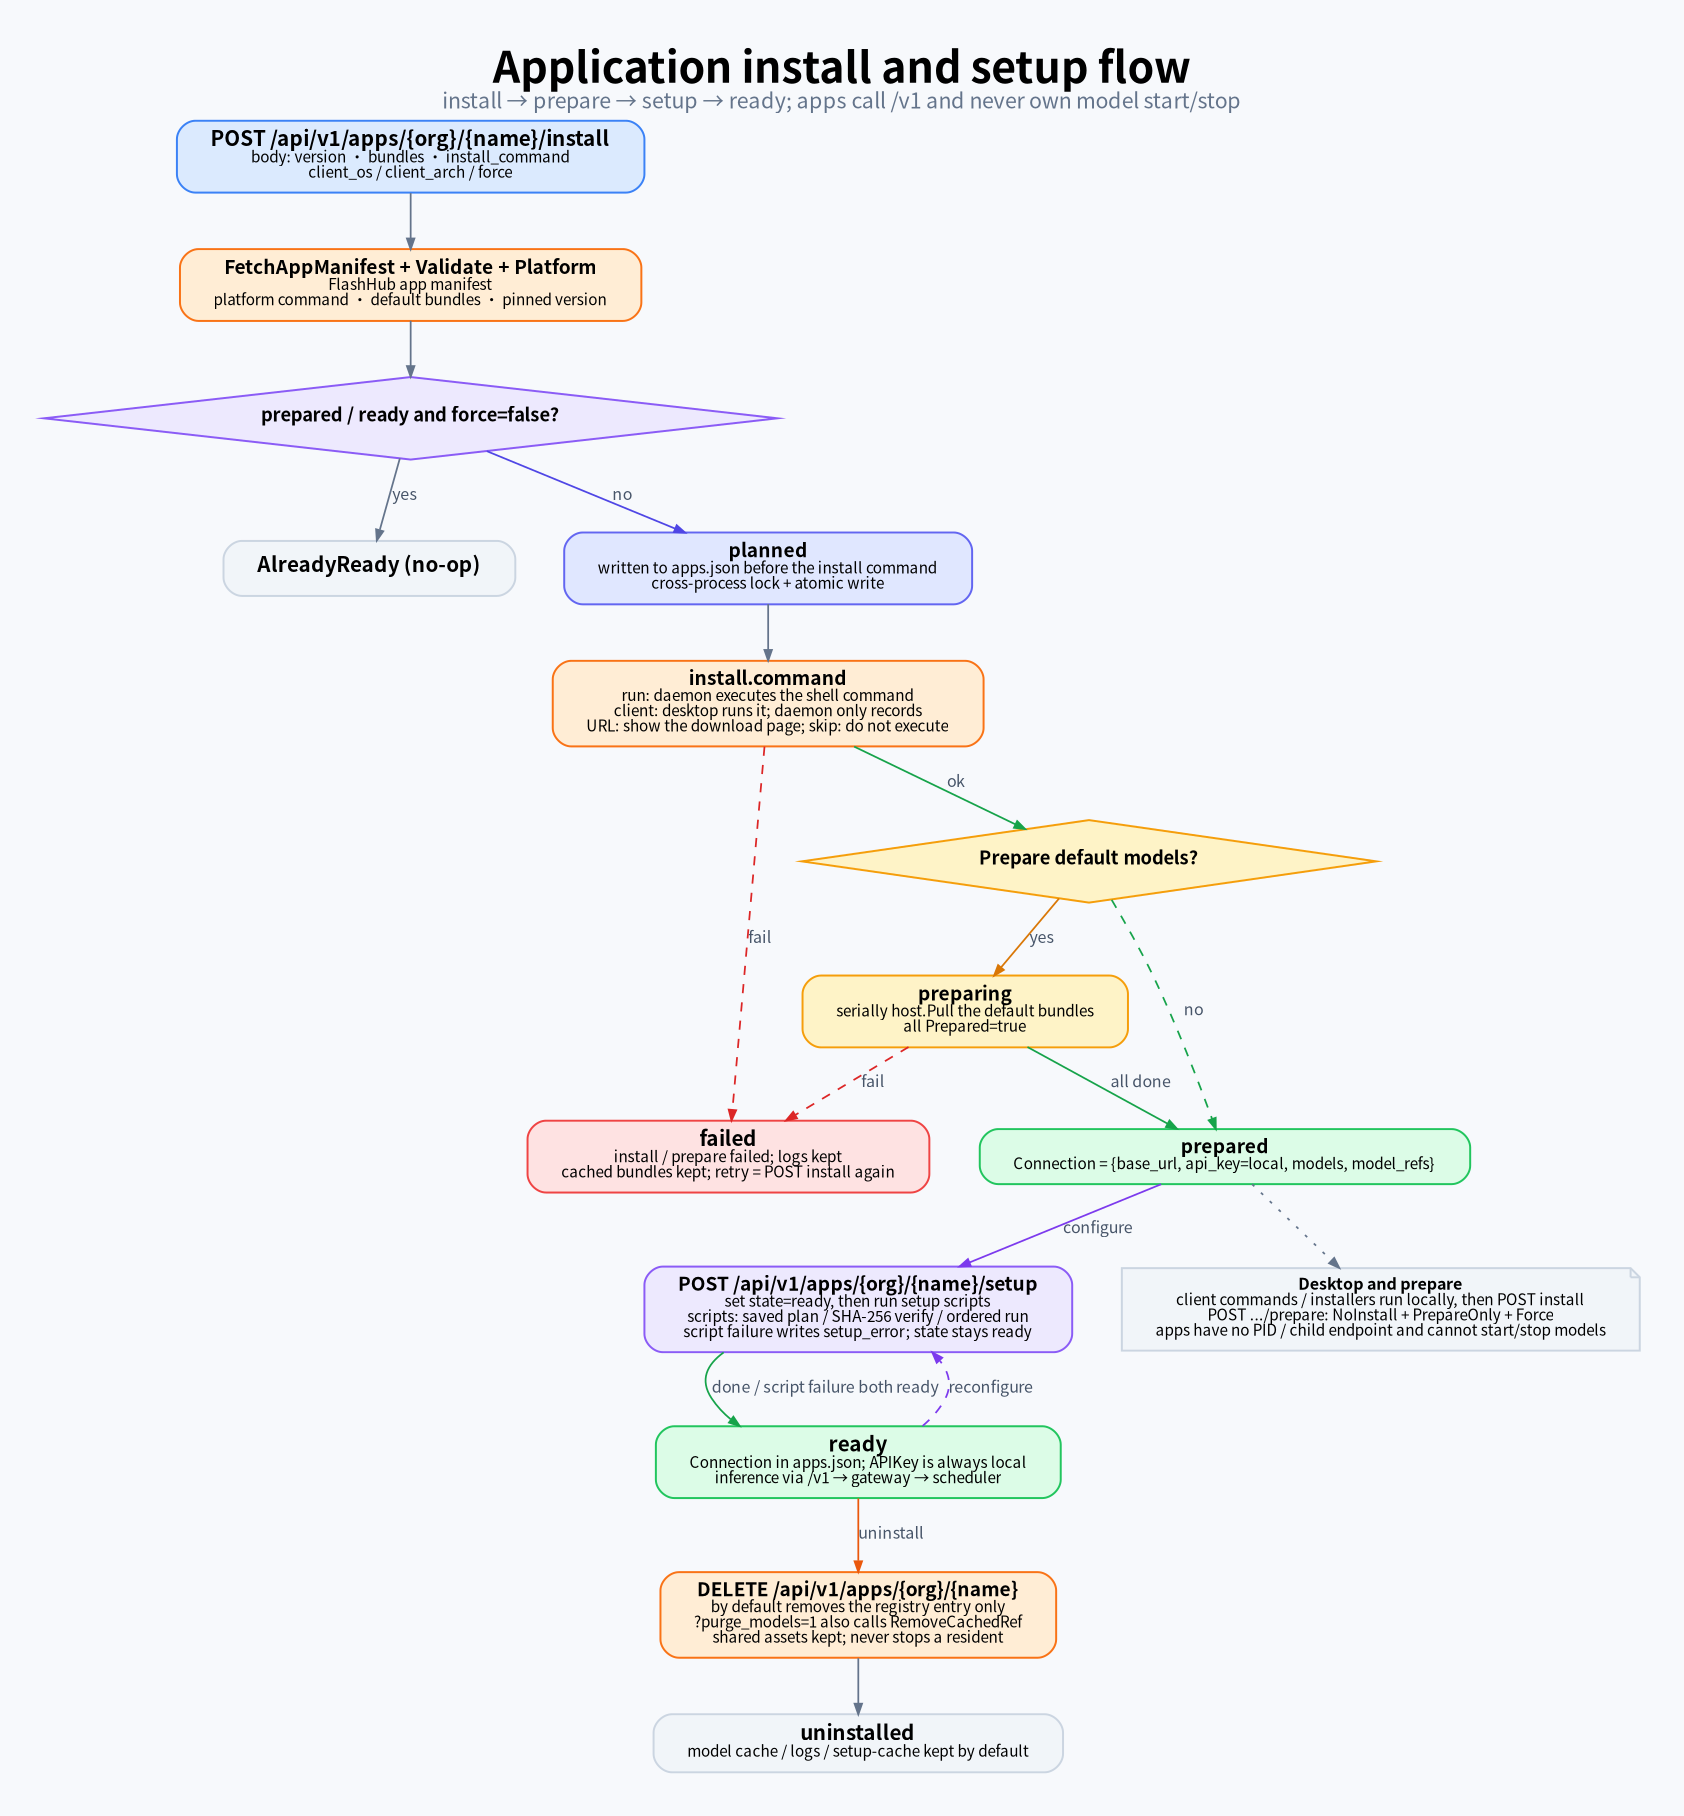 Application install and setup flow
install → prepare → setup → ready; apps call /v1 and never own model start/stop
POST /api/v1/apps/{org}/{name}/install
body: version ・ bundles ・ install_command
client_os / client_arch / force
FetchAppManifest + Validate + Platform
FlashHub app manifest
platform command ・ default bundles ・ pinned version
prepared / ready and force=false?
yes
no
AlreadyReady (no-op)
planned
written to apps.json before the install command
cross-process lock + atomic write
install.command
run: daemon executes the shell command
client: desktop runs it; daemon only records
URL: show the download page; skip: do not execute
ok
Prepare default models?
fail
yes
preparing
serially host.Pull the default bundles
all Prepared=true
no
fail
all done
failed
install / prepare failed; logs kept
cached bundles kept; retry = POST install again
prepared
Connection = {base_url, api_key=local, models, model_refs}
configure
POST /api/v1/apps/{org}/{name}/setup
set state=ready, then run setup scripts
scripts: saved plan / SHA-256 verify / ordered run
script failure writes setup_error; state stays ready
Desktop and prepare
client commands / installers run locally, then POST install
POST .../prepare: NoInstall + PrepareOnly + Force
apps have no PID / child endpoint and cannot start/stop models
done / script failure both ready
reconfigure
ready
Connection in apps.json; APIKey is always local
inference via /v1 → gateway → scheduler
uninstall
DELETE /api/v1/apps/{org}/{name}
by default removes the registry entry only
?purge_models=1 also calls RemoveCachedRef
shared assets kept; never stops a resident
uninstalled
model cache / logs / setup-cache kept by default